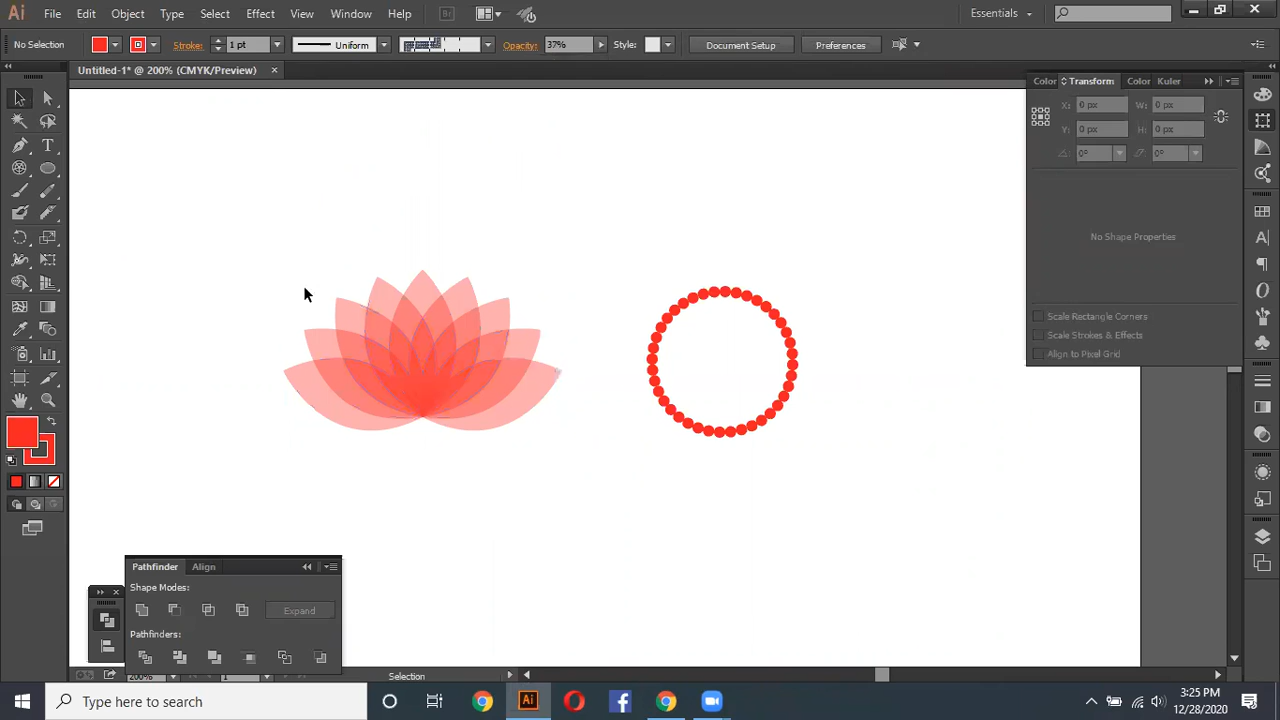 Ai File Edit Object Type Select Effect View Window Help Br Essentials
No Selection Stroke: 1 pt Uniform Opacity: 37% Style: Document Setup Preferences
Untitled-1* @ 200% (CMYK/Preview)
Color Transform Color Kuler
X: 0 px W: 0 px
Y: 0 px H: 0 px
0° 0°
No Shape Properties
Scale Rectangle Corners
Scale Strokes & Effects
Align to Pixel Grid
Pathfinder Align
Shape Modes:
Expand
Pathfinders:
200% 1 Selection
Type here to search
Ai
3:25 PM
12/28/2020